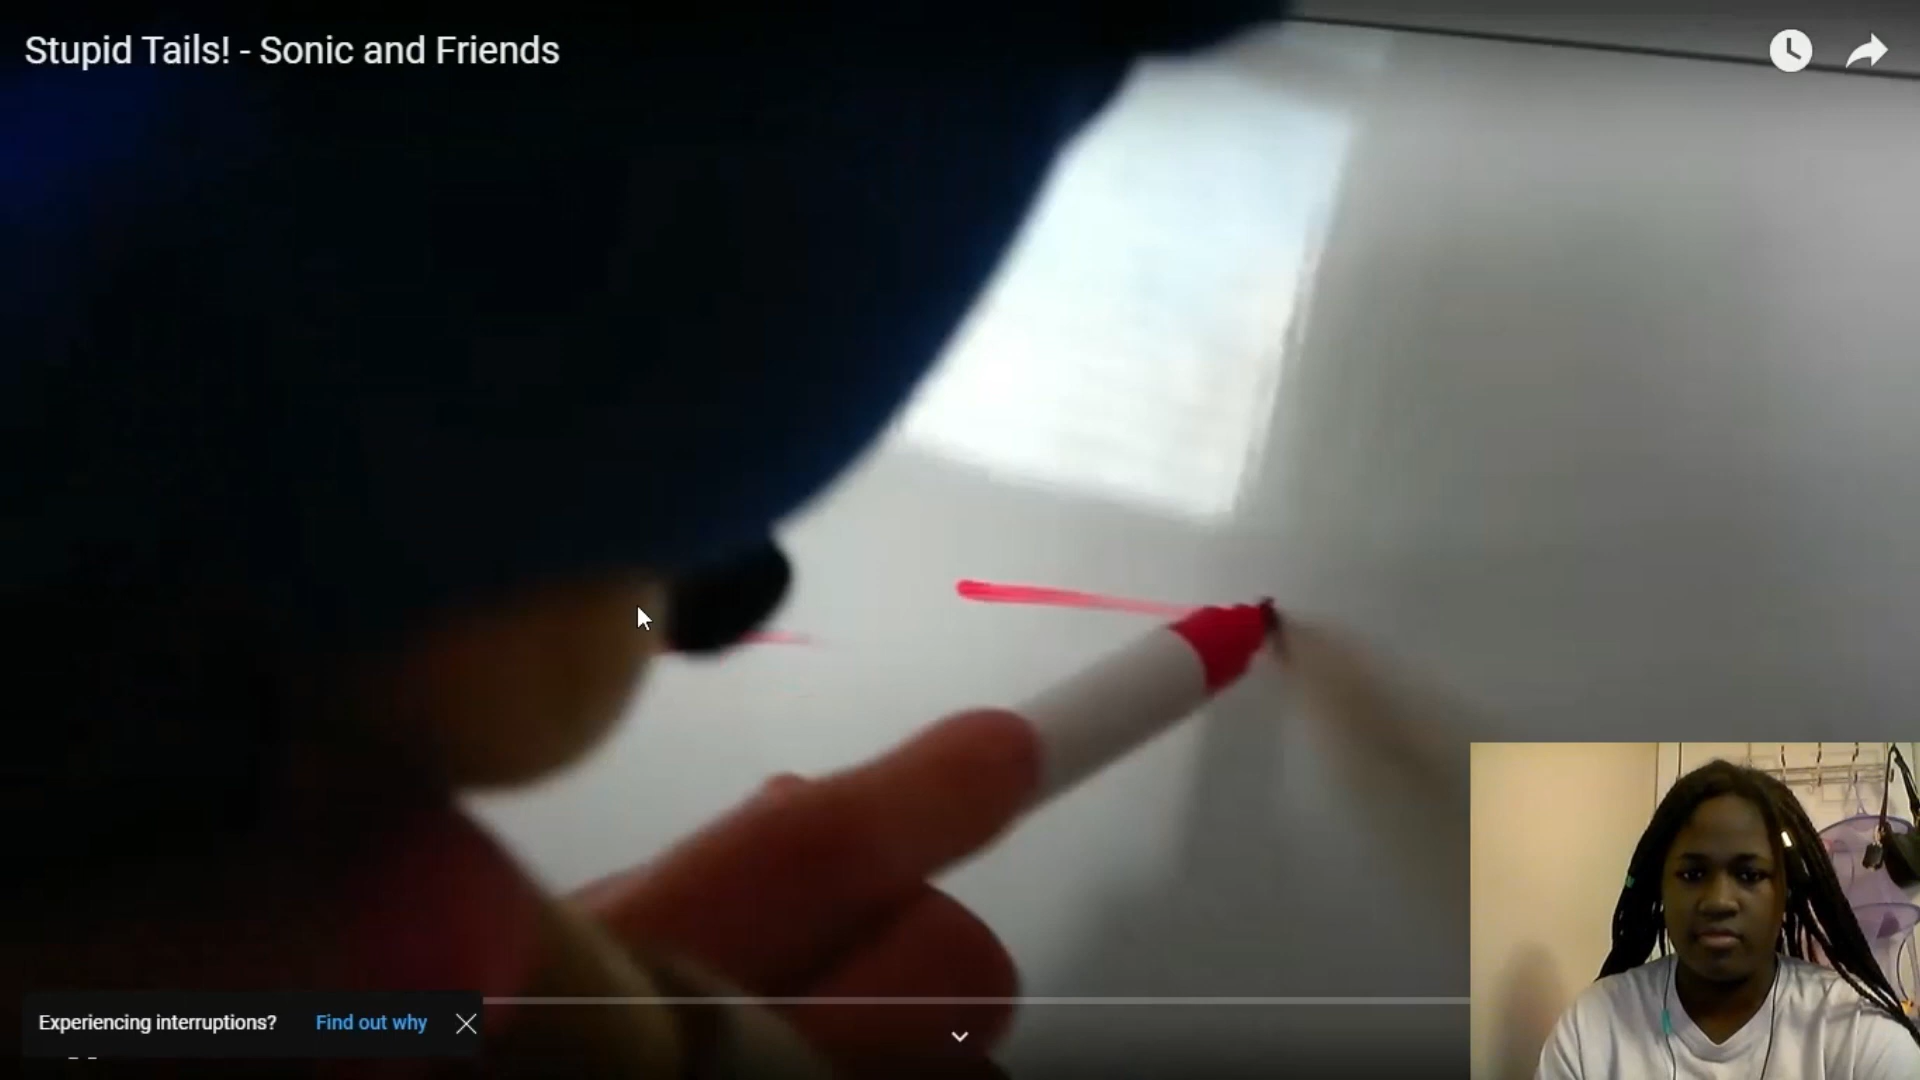 Stupid Tails! - Sonic and Friends
Experiencing interruptions? Find out why